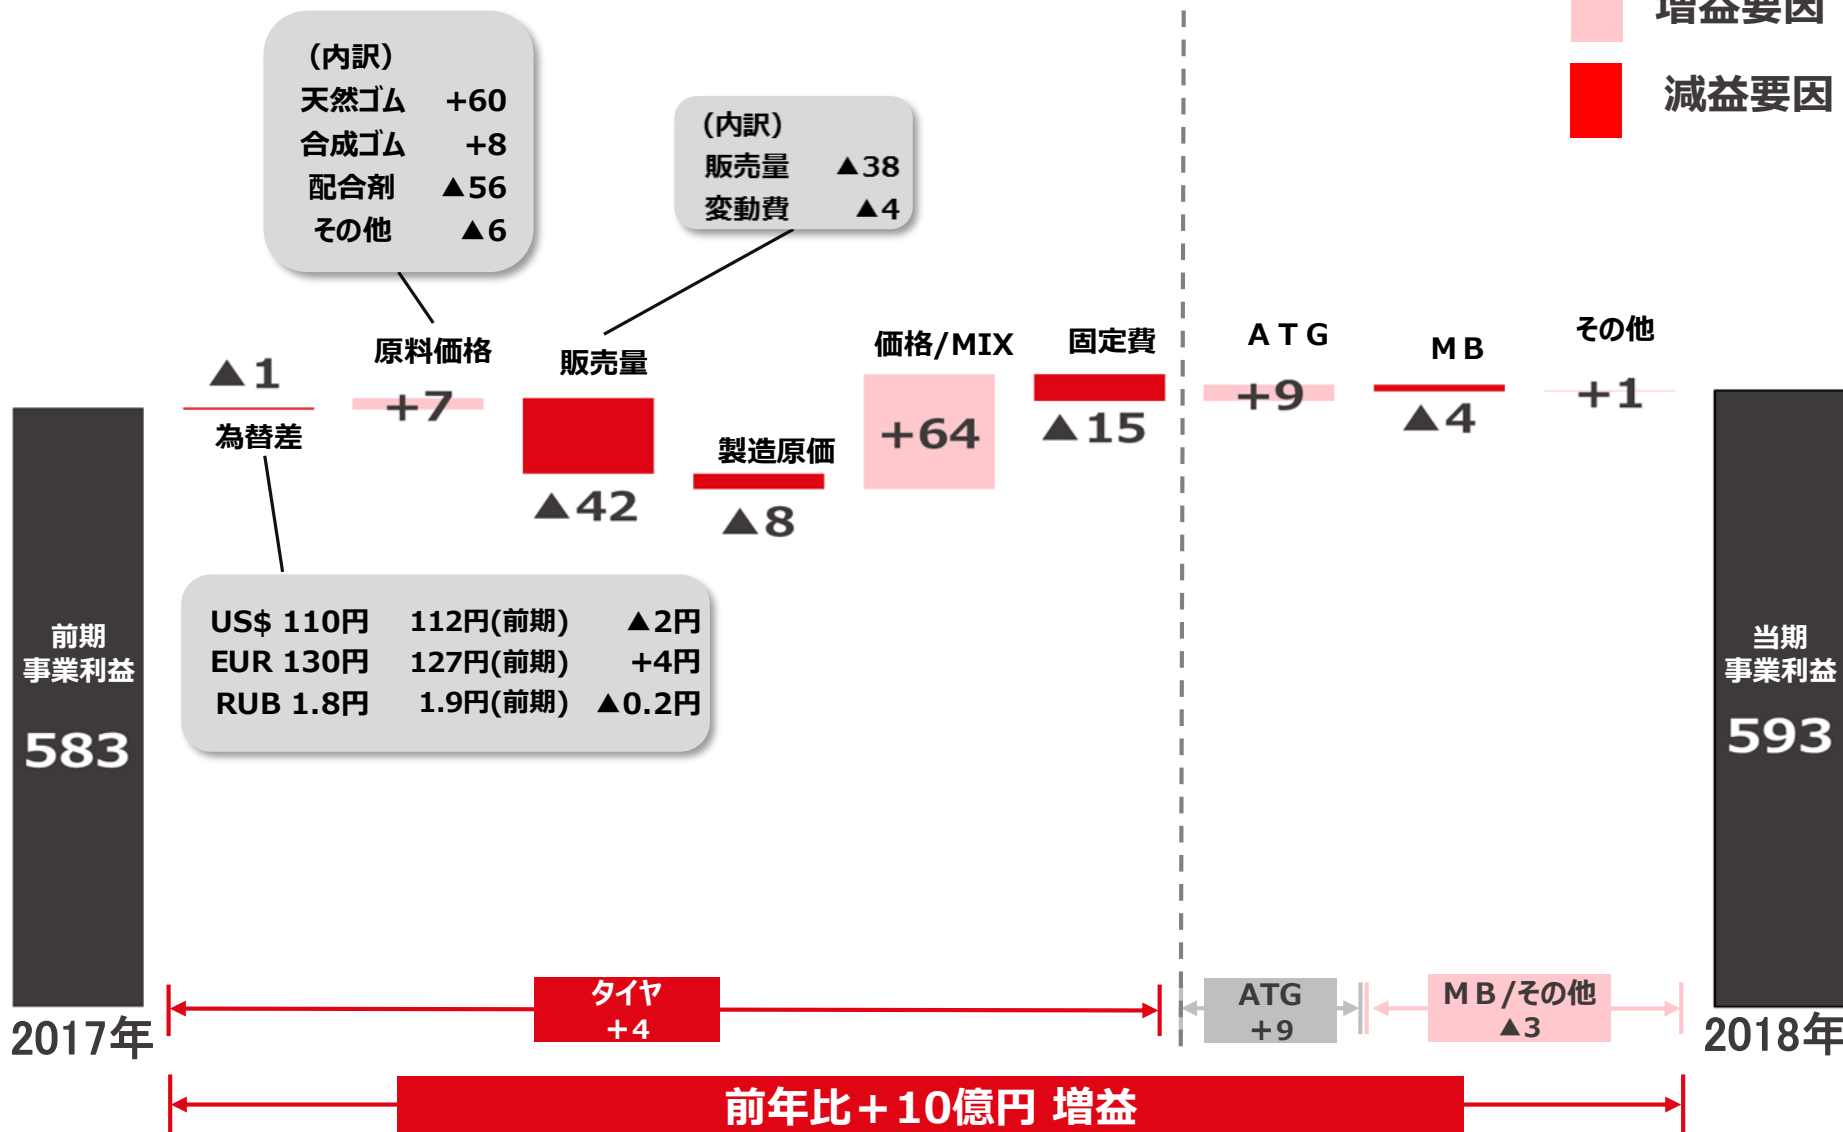 増益要因
減益要因
(内訳)
天然ゴム +60
合成ゴム +8
配合剤 ▲56
その他 ▲6
(内訳)
販売量 ▲38
変動費 ▲4
▲1
為替差
原料価格
+7
販売量
▲42
製造原価
▲8
価格/MIX
+64
固定費
▲15
ATG
+9
MB
▲4
その他
+1
US$ 110円 112円(前期) ▲2円
EUR 130円 127円(前期) +4円
RUB 1.8円 1.9円(前期) ▲0.2円
前期
事業利益
583
当期
事業利益
593
タイヤ
+4
ATG
+9
MB/その他
▲3
2017年
2018年
前年比+10億円 増益